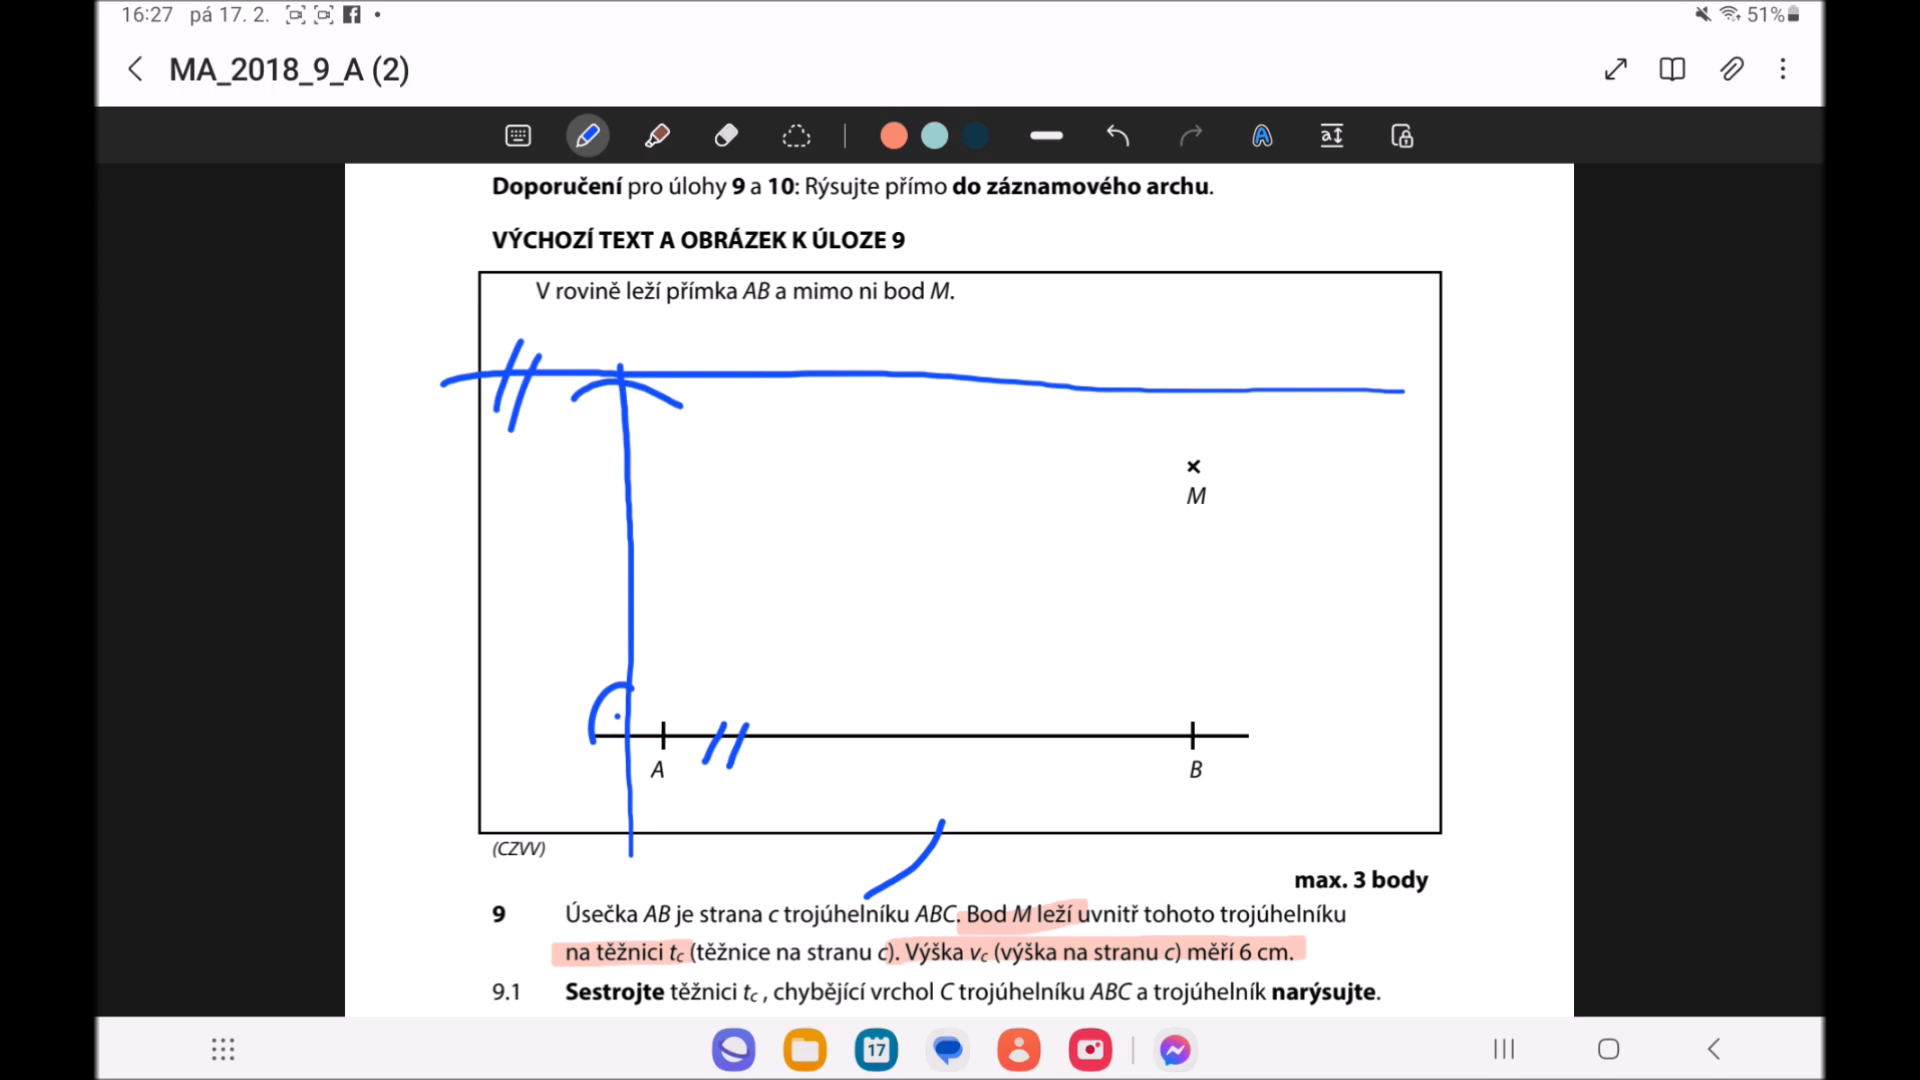 16:27 pá 17. 2.
51%
MA_2018_9_A (2)
Doporučení pro úlohy 9 a 10: Rýsujte přímo do záznamového archu.
VÝCHOZÍ TEXT A OBRÁZEK K ÚLOZE 9
V rovině leží přímka AB a mimo ni bod M.
M
A
B
(CZVV)
max. 3 body
9 Úsečka AB je strana c trojúhelníku ABC. Bod M leží uvnitř tohoto trojúhelníku
na těžnici tc (těžnice na stranu c). Výška vc (výška na stranu c) měří 6 cm.
9.1 Sestrojte těžnici tc , chybějící vrchol C trojúhelníku ABC a trojúhelník narýsujte.
17